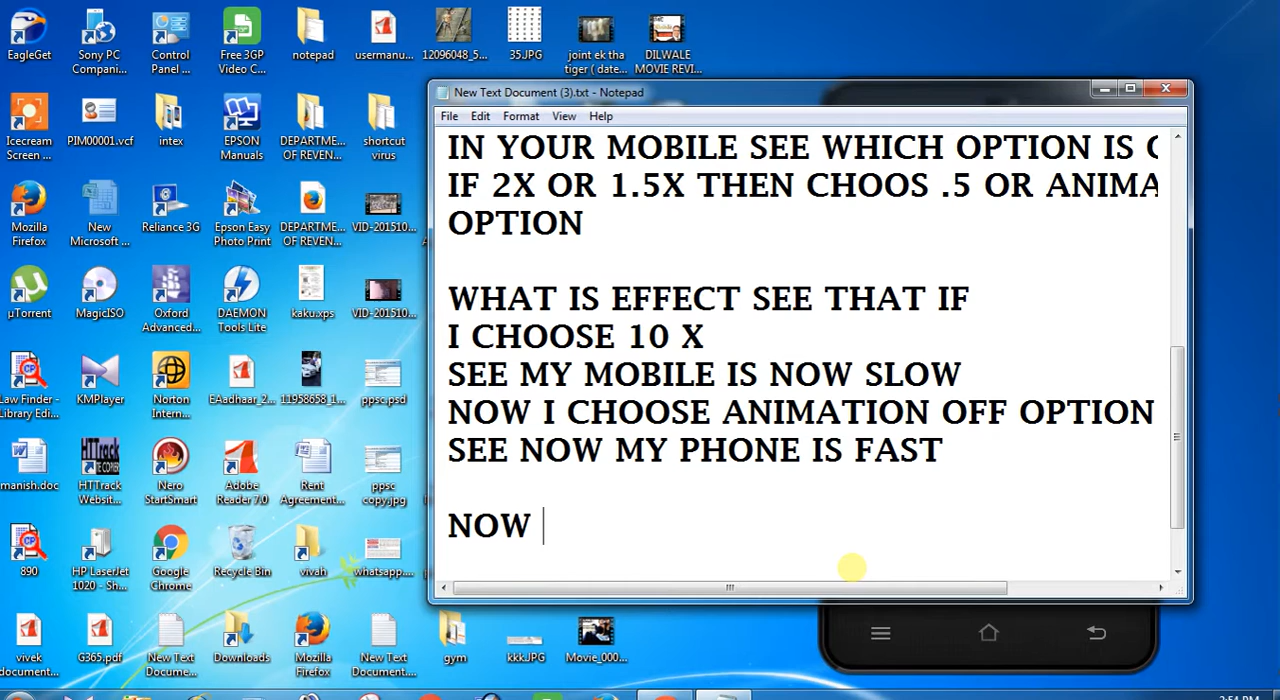 EagleGet
Sony PC Compani...
Control Panel ...
Free 3GP Video C...
notepad
usermanu...
12096048_5...
35.JPG
joint ek tha tiger ( date...
DILWALE MOVIE REVI...
Icecream Screen ...
PIM00001.vcf
intex
EPSON Manuals
DEPARTME... OF REVEN...
shortcut virus
Mozilla Firefox
New Microsoft ...
Reliance 3G
Epson Easy Photo Print
DEPARTME... OF REVEN...
VID-201510...
µTorrent
MagicISO
Oxford Advanced...
DAEMON Tools Lite
kaku.xps
VID-201510...
Law Finder - Library Edi...
KMPlayer
Norton Intern...
EAadhaar_2...
11958658_1...
ppsc.psd
manish.doc
HTTrack Websit...
Nero StartSmart
Adobe Reader 7.0
Rent Agreement...
ppsc copy.jpg
890
HP LaserJet 1020 - Sh...
Google Chrome
Recycle Bin
vivah
whatsapp....
vivek document...
G365.pdf
New Text Docume...
Downloads
Mozilla Firefox
New Text Document...
gym
kkk.JPG
Movie_000...
New Text Document (3).txt - Notepad
File Edit Format View Help
IN YOUR MOBILE SEE WHICH OPTION IS
IF 2X OR 1.5X THEN CHOOS .5 OR ANIMA
OPTION
WHAT IS EFFECT SEE THAT IF
I CHOOSE 10 X
SEE MY MOBILE IS NOW SLOW
NOW I CHOOSE ANIMATION OFF OPTION
SEE NOW MY PHONE IS FAST
NOW